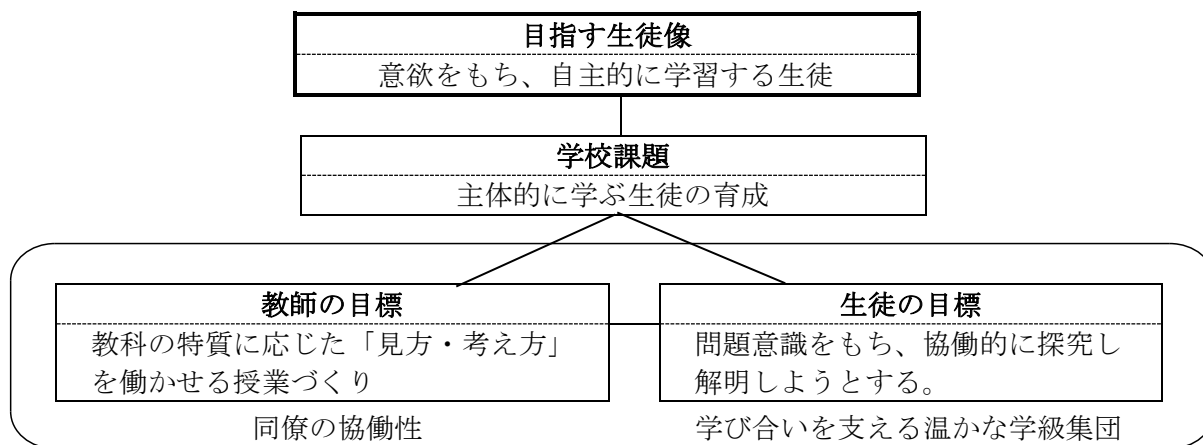 目指す生徒像
意欲をもち、自主的に学習する生徒
学校課題
主体的に学ぶ生徒の育成
教師の目標
教科の特質に応じた「見方・考え方」
を働かせる授業づくり
同僚の協働性
生徒の目標
問題意識をもち、協働的に探究し
解明しようとする。
学び合いを支える温かな学級集団